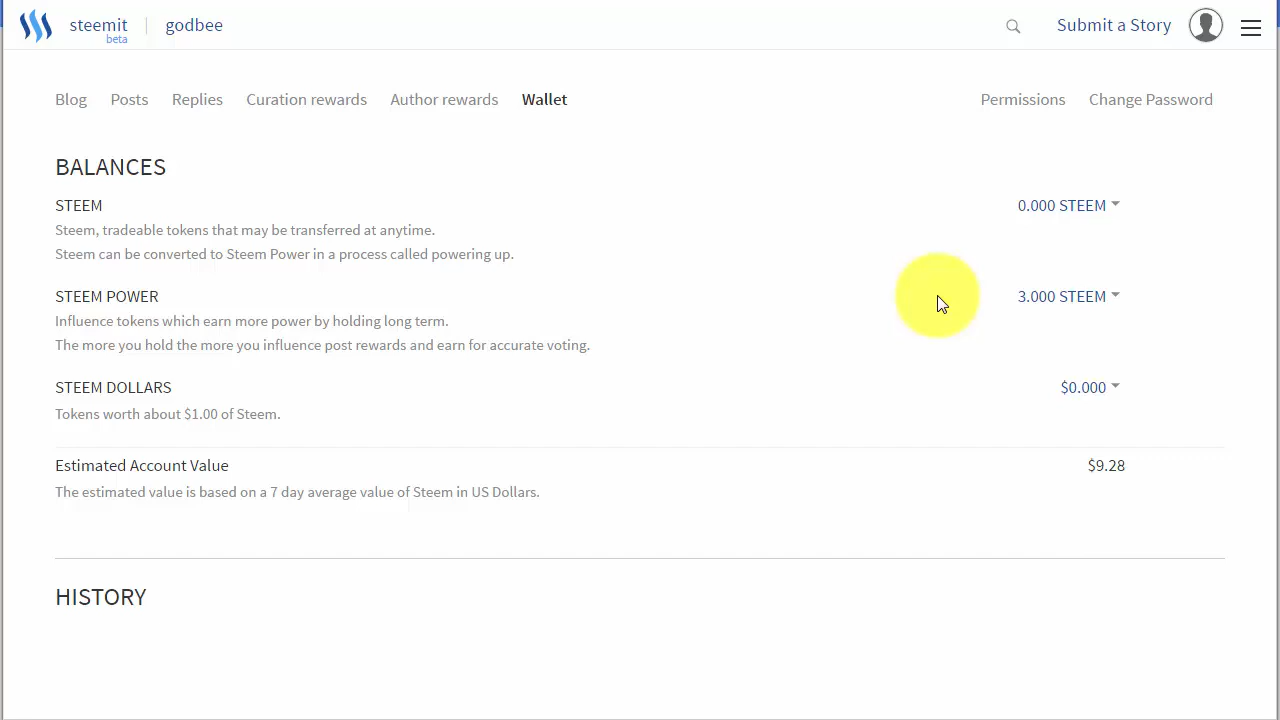 steemit | godbee
beta
Submit a Story
Blog Posts Replies Curation rewards Author rewards Wallet
Permissions Change Password
BALANCES
STEEM
0.000 STEEM
Steem, tradeable tokens that may be transferred at anytime.
Steem can be converted to Steem Power in a process called powering up.
STEEM POWER
3.000 STEEM
Influence tokens which earn more power by holding long term.
The more you hold the more you influence post rewards and earn for accurate voting.
STEEM DOLLARS
$0.000
Tokens worth about $1.00 of Steem.
Estimated Account Value
$9.28
The estimated value is based on a 7 day average value of Steem in US Dollars.
HISTORY